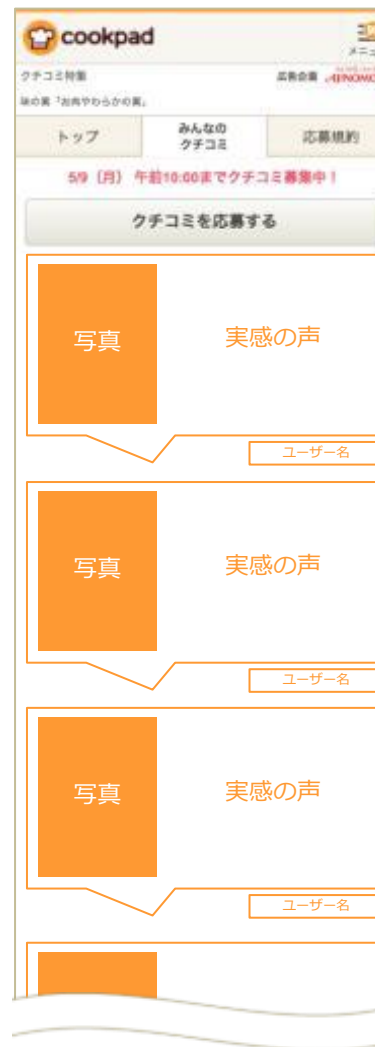 cookpad
メニュ
クチコミ特集
広告企画 AJINOMO
味の素「お肉やわらかの素」
トップ
みんなの
クチコミ
応募規約
5/9（月） 午前10:00までクチコミ募集中！
クチコミを応募する
写真
実感の声
ユーザー名
写真
実感の声
ユーザー名
写真
実感の声
ユーザー名